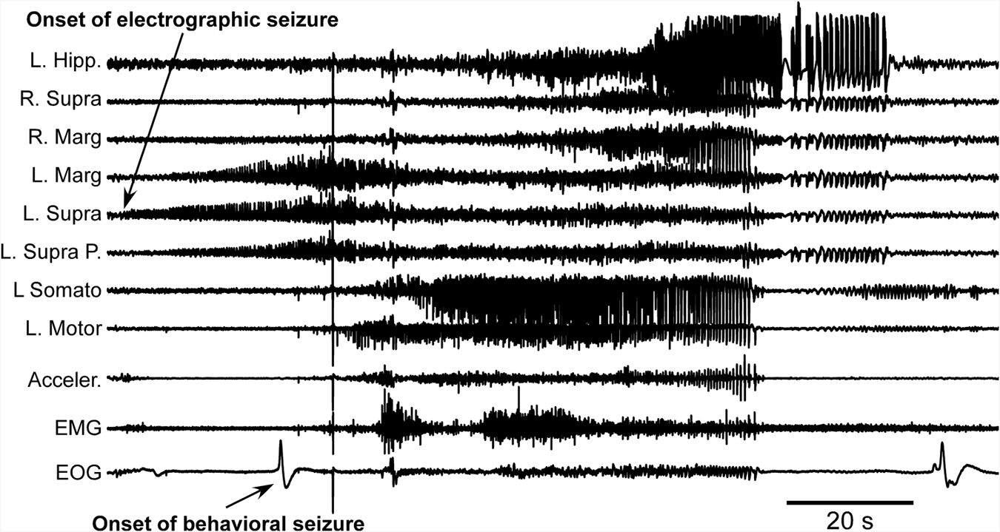 Onset of electrographic seizure
L. Hipp.
R. Supra
R. Marg
L. Marg
L. Supra
L. Supra P.
L Somato
L. Motor
Acceler.
EMG
EOG
Onset of behavioral seizure
20 s